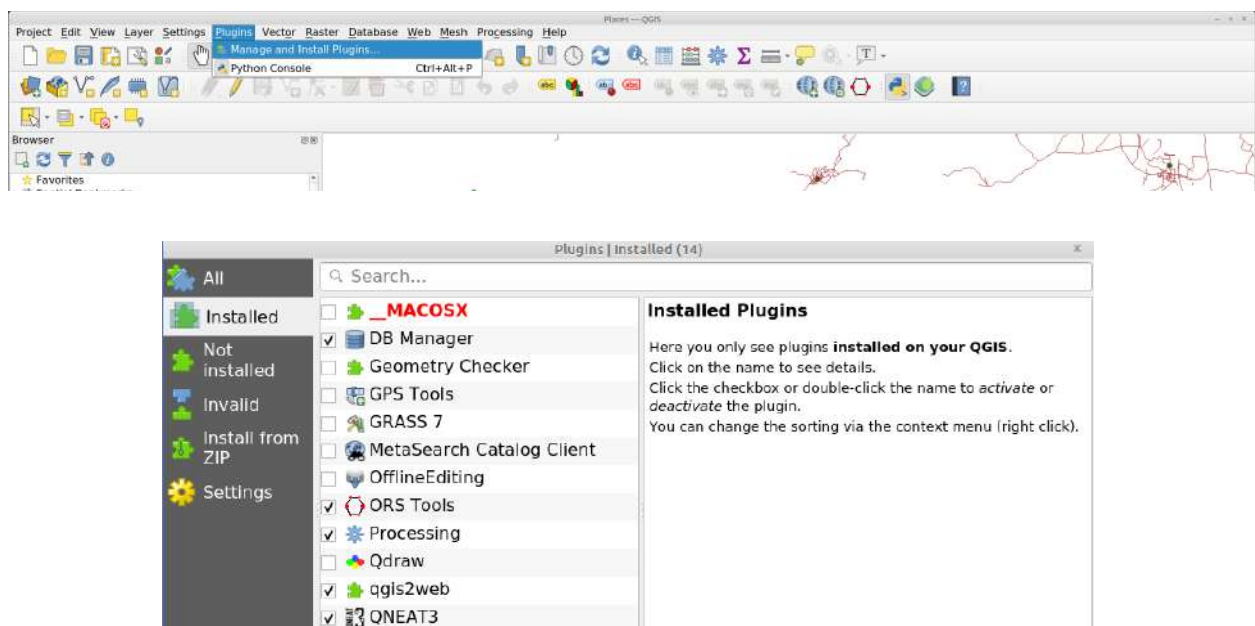 Places — QGIS
Project Edit View Layer Settings Plugins Vector Raster Database Web Mesh Processing Help
Manage and Install Plugins...
Python Console Ctrl+Alt+P
Browser
Favorites
Plugins | Installed (14)
All
Search...
Installed
Not
installed
Invalid
Install from
ZIP
Settings
__MACOSX
DB Manager
Geometry Checker
GPS Tools
GRASS 7
MetaSearch Catalog Client
OfflineEditing
ORS Tools
Processing
Qdraw
qgis2web
QNEAT3
Installed Plugins
Here you only see plugins installed on your QGIS.
Click on the name to see details.
Click the checkbox or double-click the name to activate or
deactivate the plugin.
You can change the sorting via the context menu (right click).